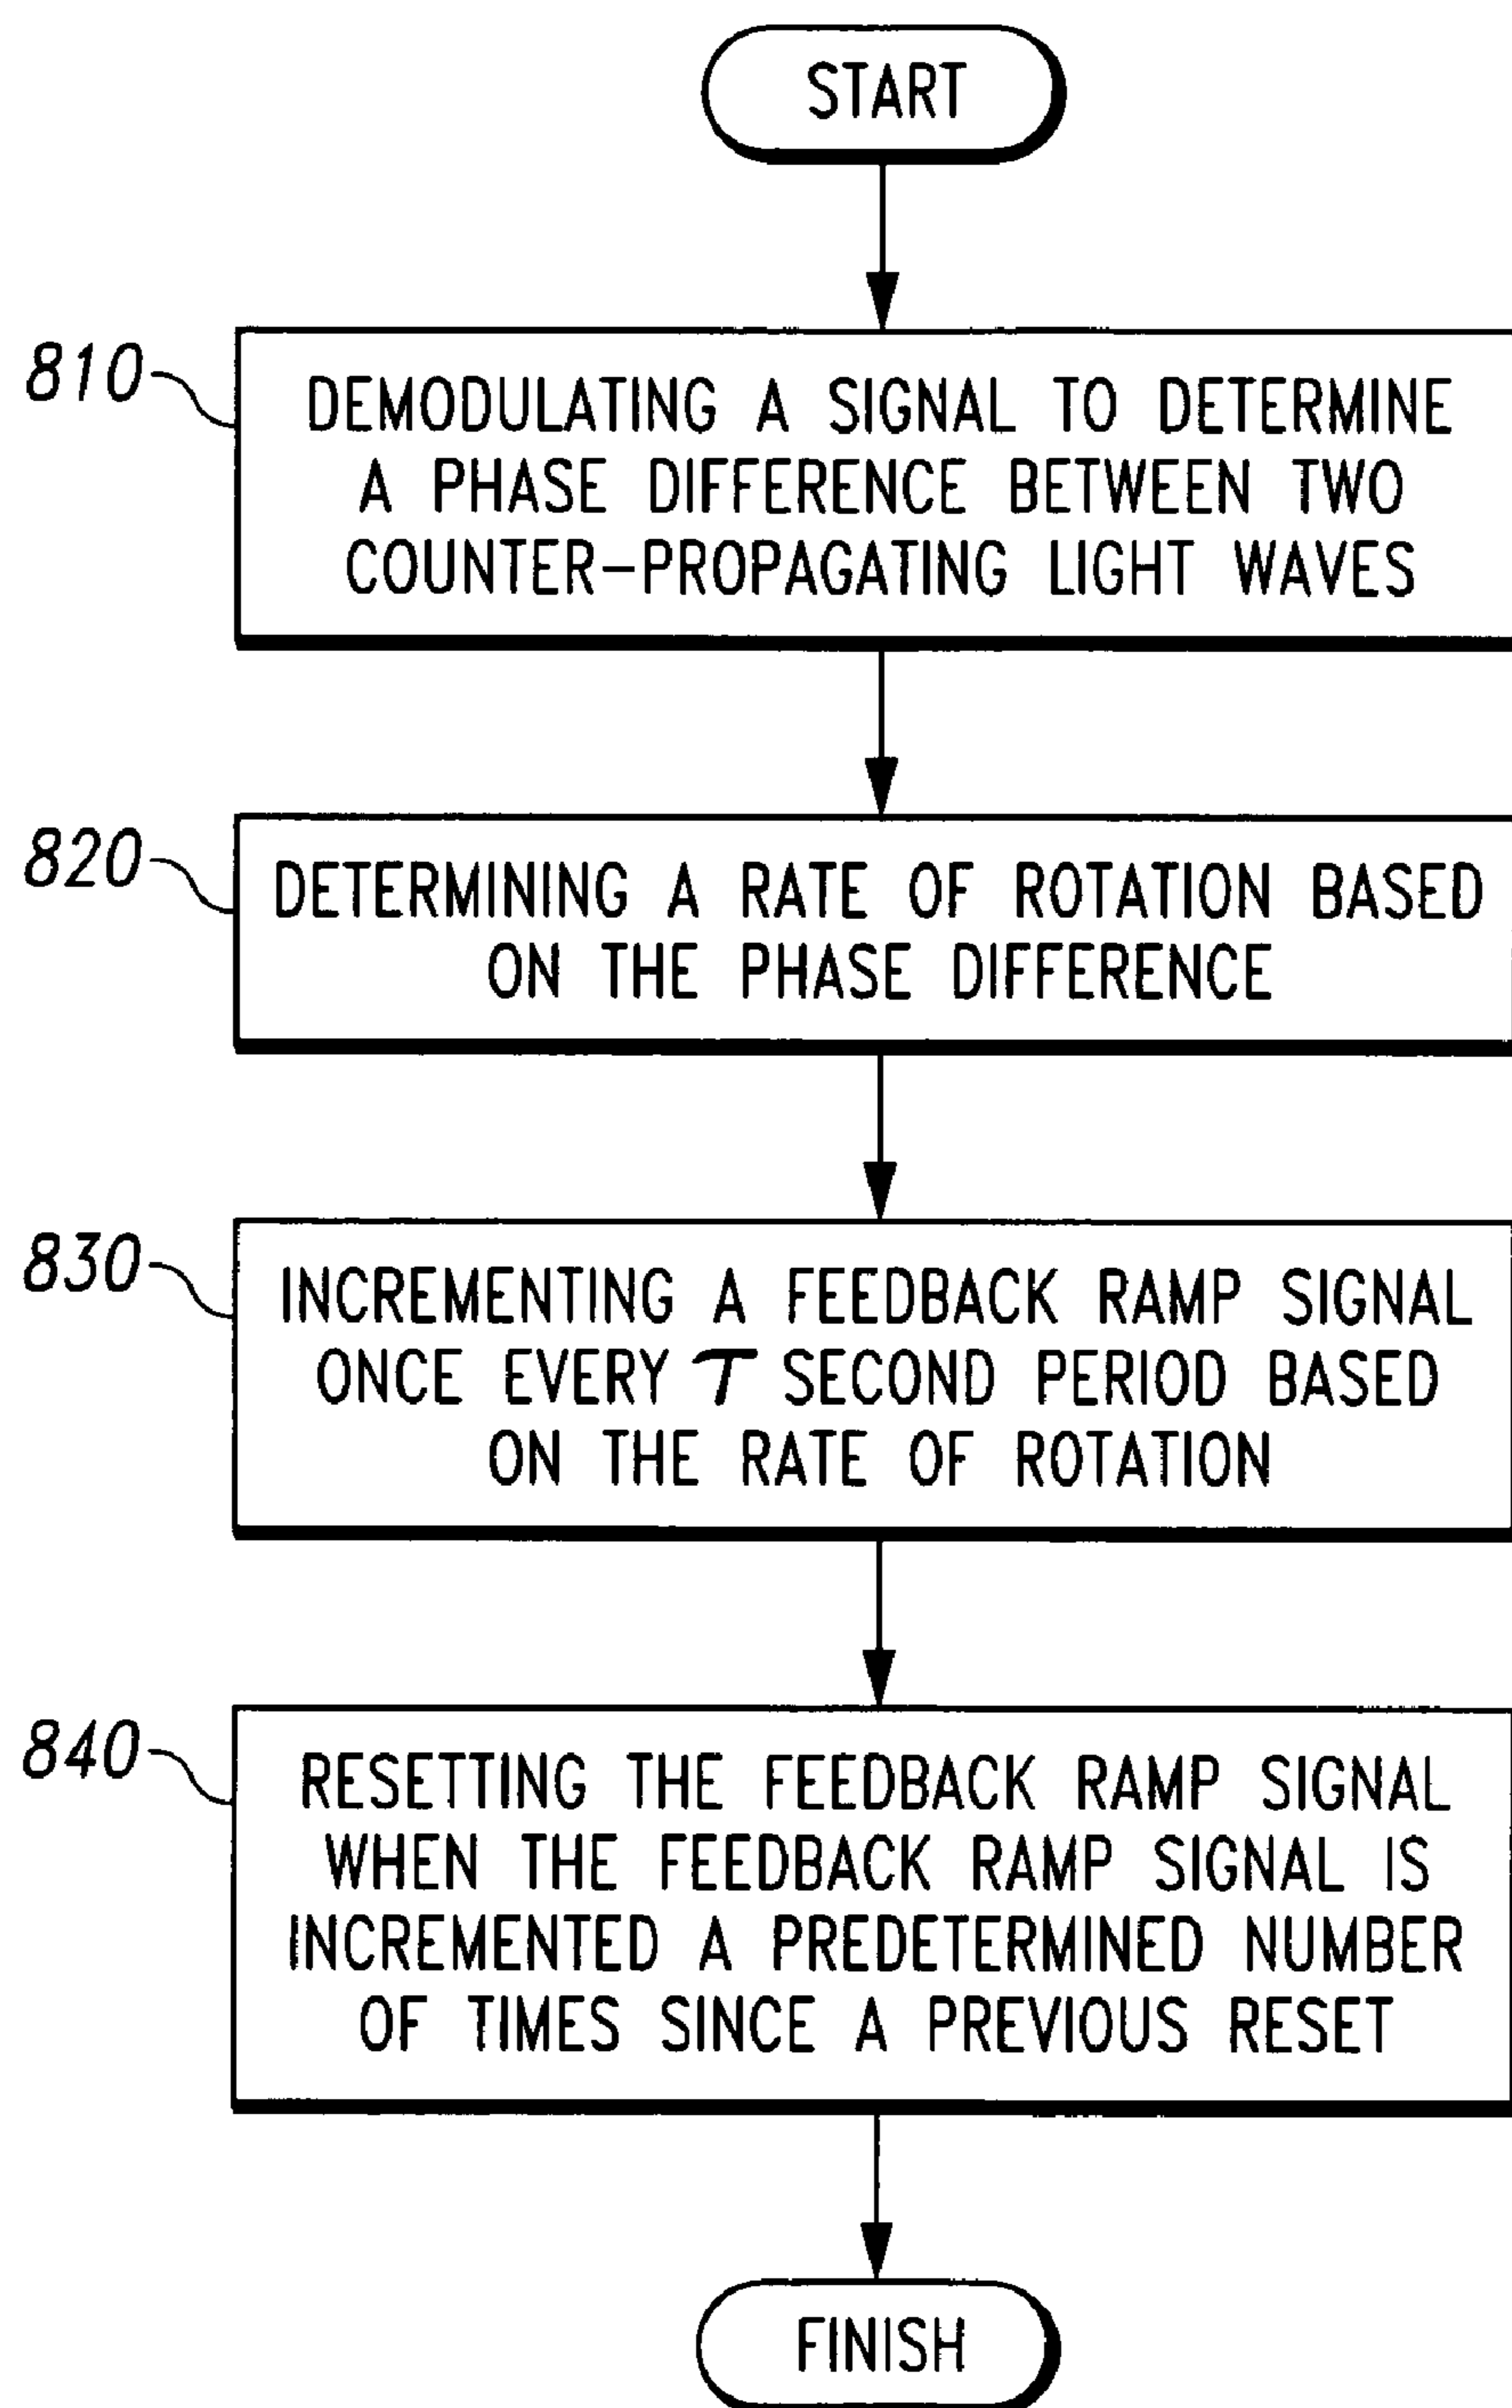 START
810
DEMODULATING A SIGNAL TO DETERMINE
A PHASE DIFFERENCE BETWEEN TWO
COUNTER-PROPAGATING LIGHT WAVES
820
DETERMINING A RATE OF ROTATION BASED
ON THE PHASE DIFFERENCE
830
INCREMENTING A FEEDBACK RAMP SIGNAL
ONCE EVERY τ SECOND PERIOD BASED
ON THE RATE OF ROTATION
840
RESETTING THE FEEDBACK RAMP SIGNAL
WHEN THE FEEDBACK RAMP SIGNAL IS
INCREMENTED A PREDETERMINED NUMBER
OF TIMES SINCE A PREVIOUS RESET
FINISH